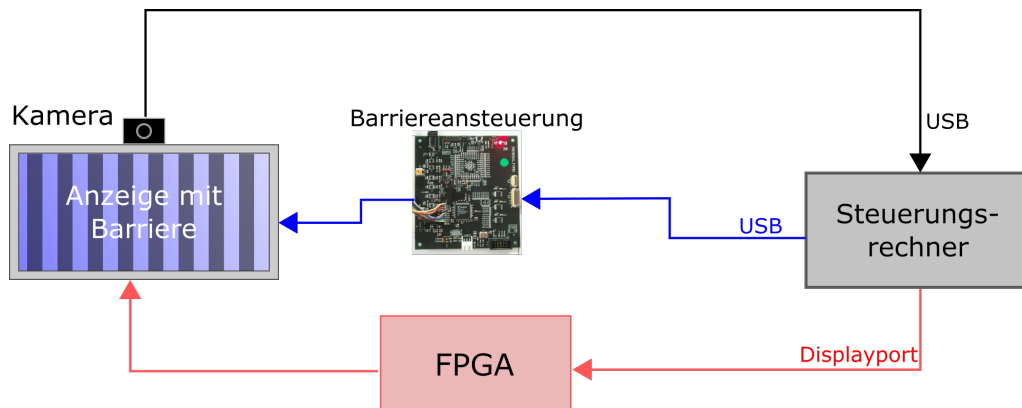 Kamera
Barriereansteuerung
USB
Anzeige mit
Barriere
Steuerungs-
rechner
USB
Displayport
FPGA